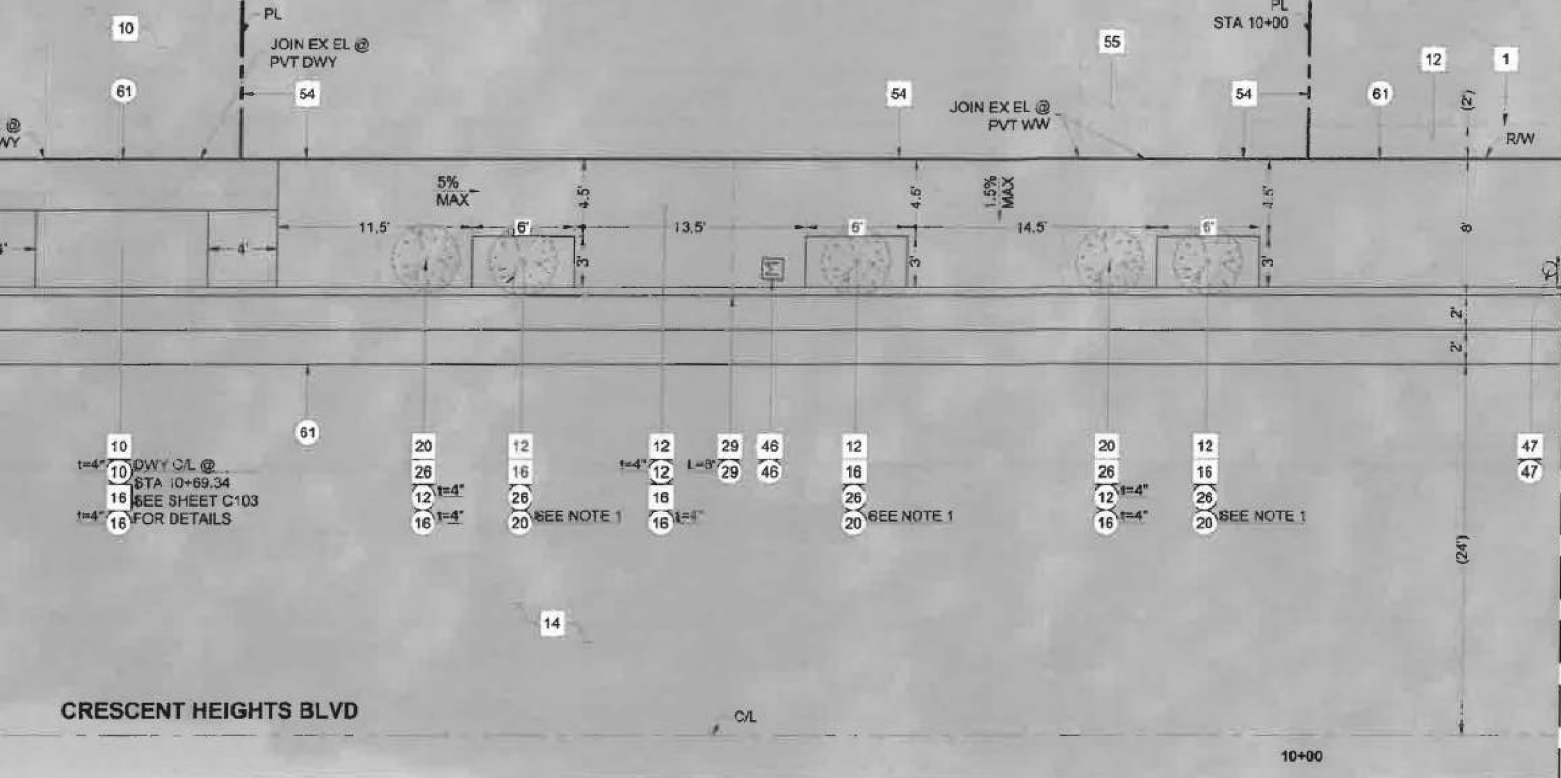 PL
10
JOIN EX EL @
PVT DWY
61
54
@
WY
PL
STA 10+00
55
54
JOIN EX EL @
PVT WW
54
61
12
1
(2')
R/W
5%
MAX
4.5'
4.5'
1.5%
MAX
4.5'
8'
11.5'
6'
13.5'
6'
14.5'
6'
4'
4'
3'
3'
3'
M
2'
2'
61
10
t=4" 10 DWY C/L @
STA 10+69.34
16 SEE SHEET C103
t=4" 16 FOR DETAILS
20
26
12 t=4"
16 t=4"
12
16
26
20 SEE NOTE 1
12
t=4" 12
16
16 t=4"
29
L=8' 29
46
46
12
16
26
20 SEE NOTE 1
20
26
12 t=4"
16 t=4"
12
16
26
20 SEE NOTE 1
47
47
(24')
14
CRESCENT HEIGHTS BLVD
C/L
10+00